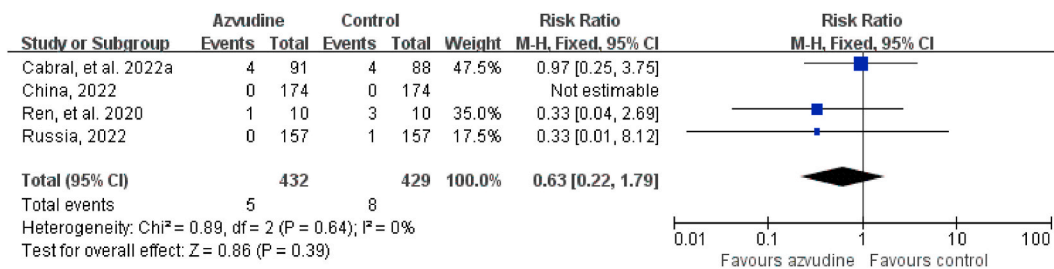 Azvudine Control Risk Ratio Risk Ratio
Study or Subgroup Events Total Events Total Weight M-H, Fixed, 95% CI M-H, Fixed, 95% CI
Cabral, et al. 2022a 4 91 4 88 47.5% 0.97 [0.25, 3.75]
China, 2022 0 174 0 174 Not estimable
Ren, et al. 2020 1 10 3 10 35.0% 0.33 [0.04, 2.69]
Russia, 2022 0 157 1 157 17.5% 0.33 [0.01, 8.12]
Total (95% CI) 432 429 100.0% 0.63 [0.22, 1.79]
Total events 5 8
Heterogeneity: Chi² = 0.89, df = 2 (P = 0.64); I² = 0%
Test for overall effect: Z = 0.86 (P = 0.39)
0.01 0.1 1 10 100
Favours azvudine Favours control